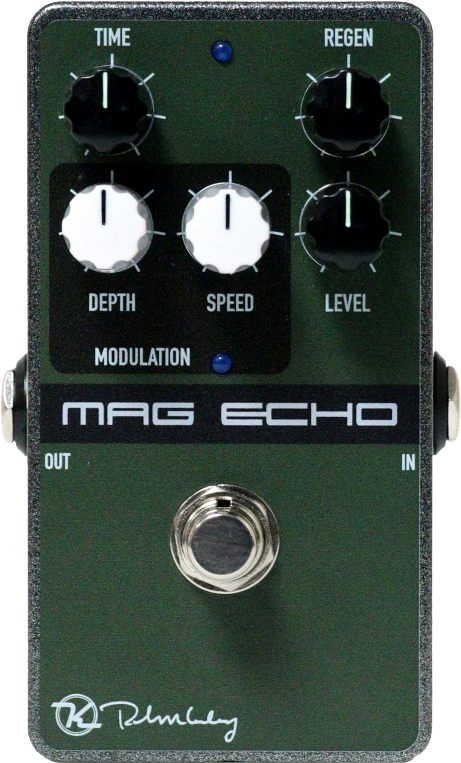 TIME REGEN
DEPTH SPEED LEVEL
MODULATION
MAG ECHO
OUT IN
K